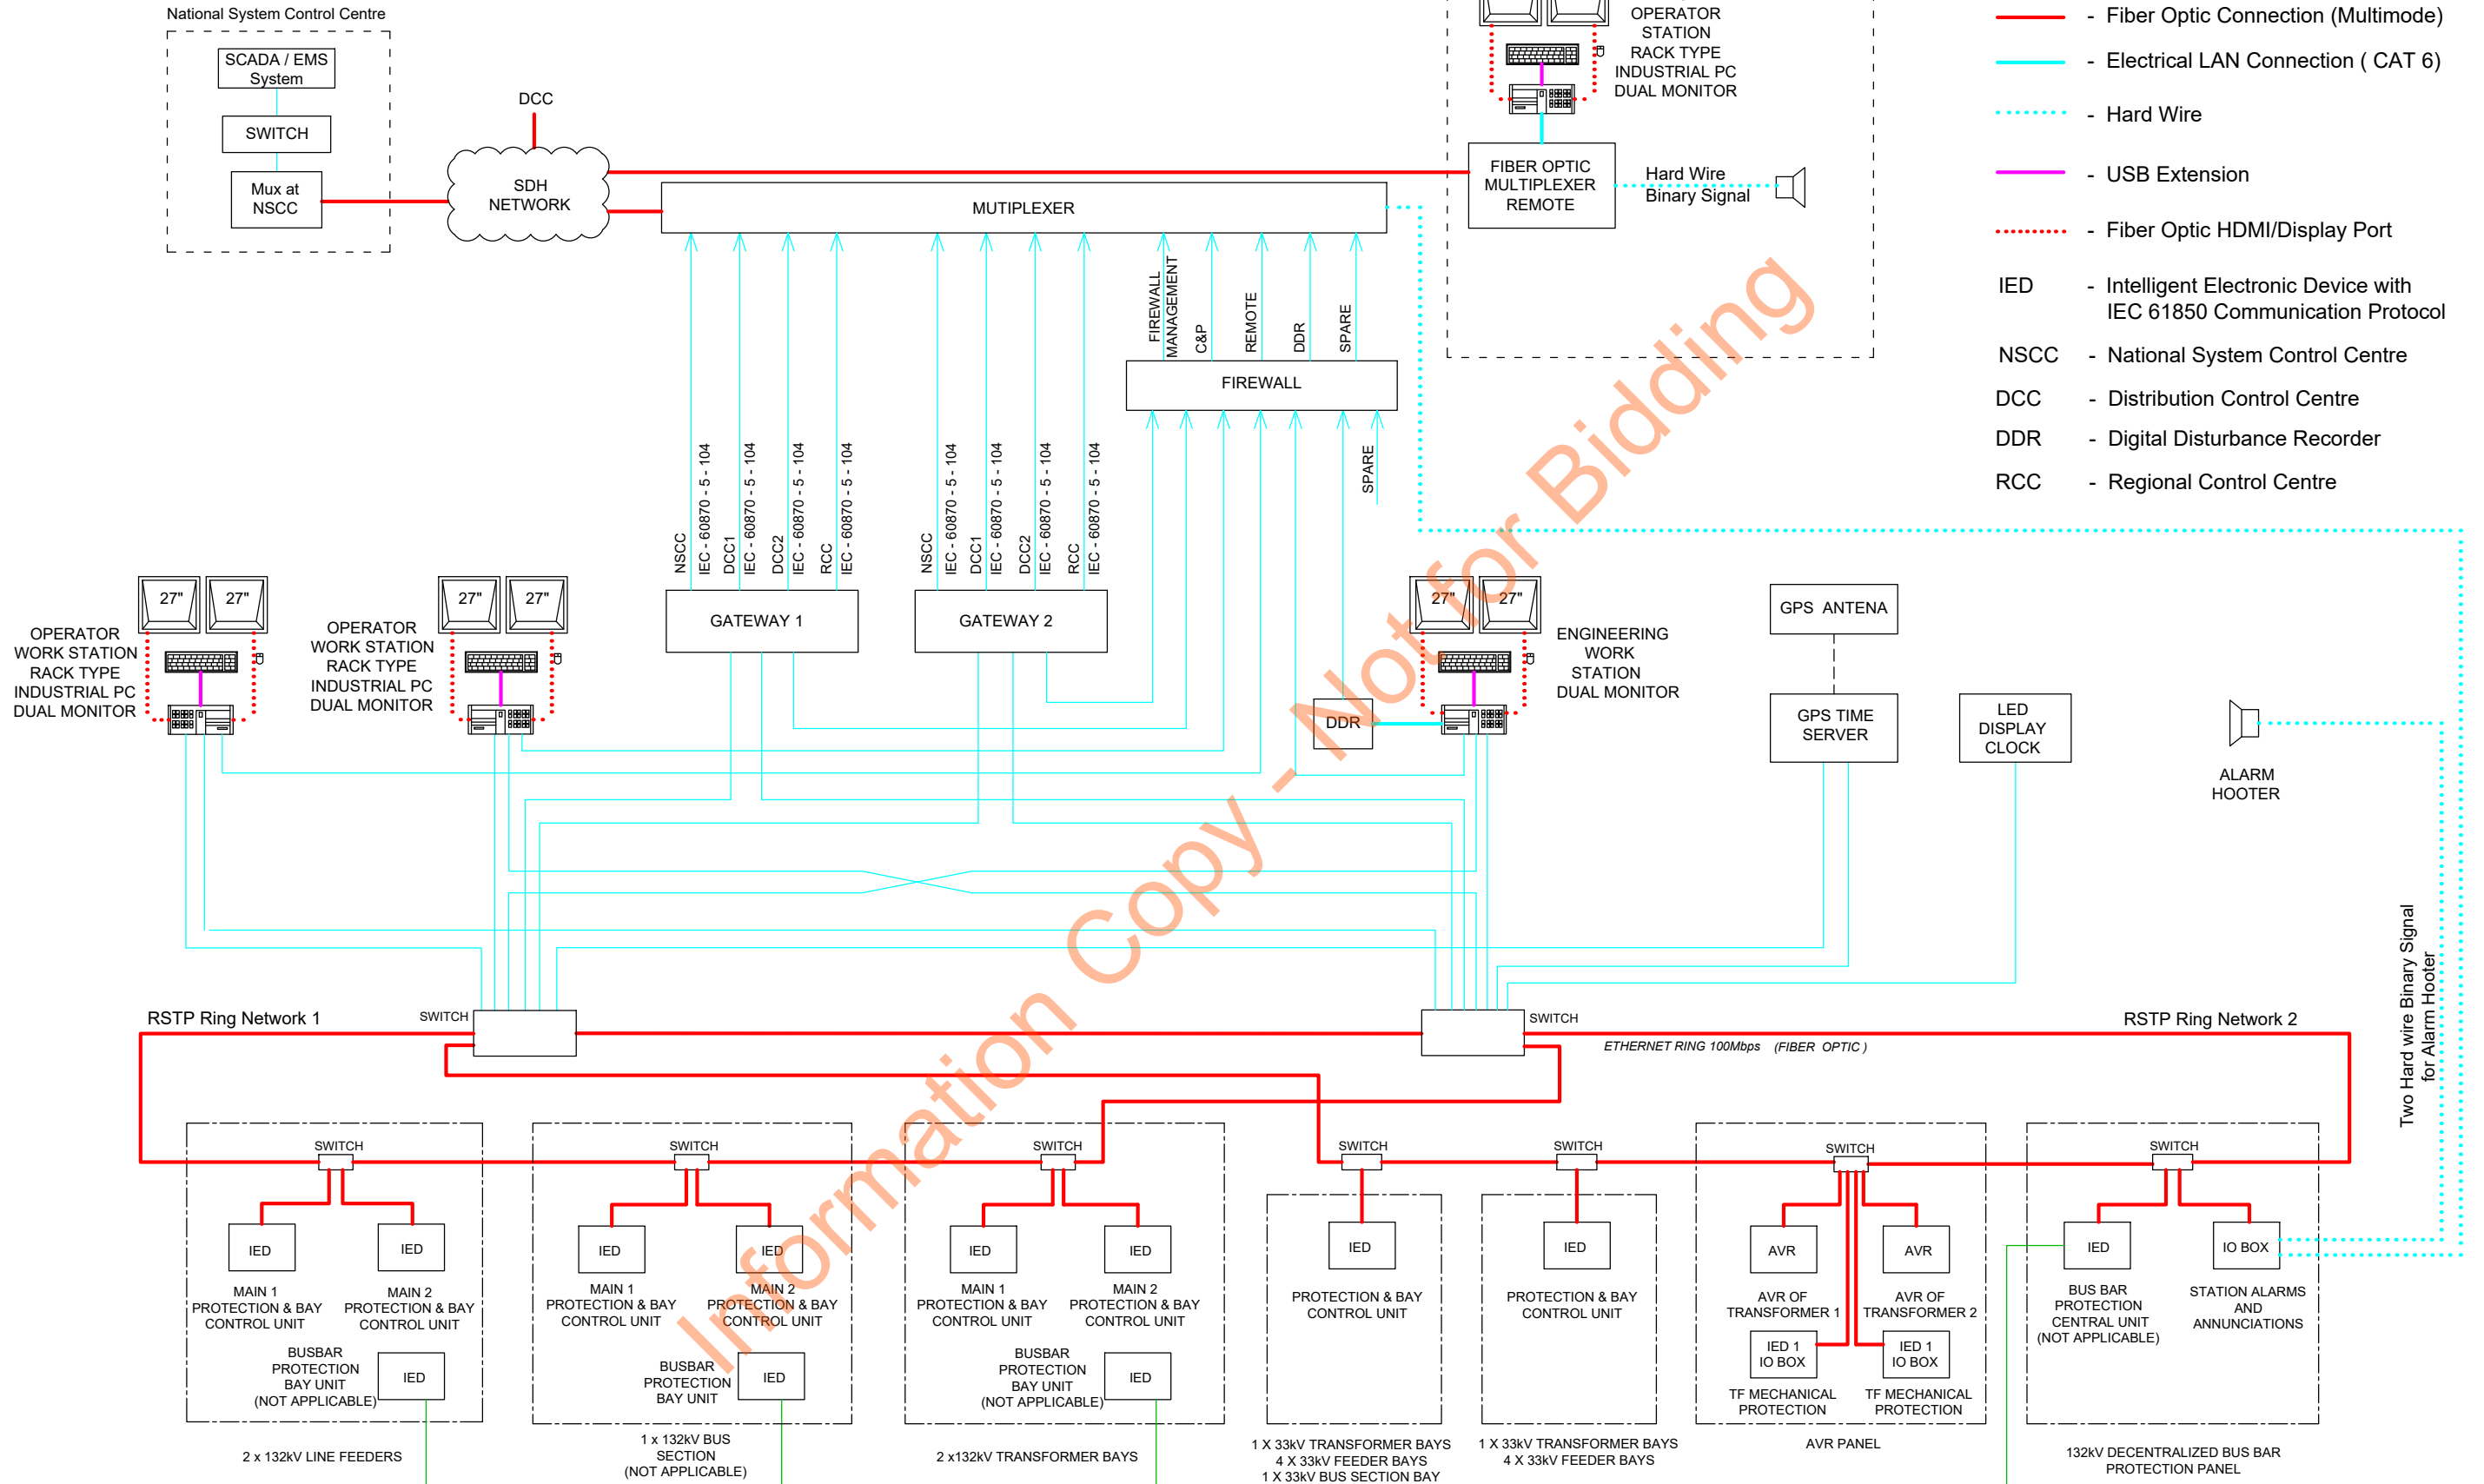 National System Control Centre
SCADA / EMS
System
SWITCH
Mux at
NSCC
DCC
SDH
NETWORK
MUTIPLEXER
OPERATOR
STATION
RACK TYPE
INDUSTRIAL PC
DUAL MONITOR
FIBER OPTIC
MULTIPLEXER
REMOTE
Hard Wire
Binary Signal
- Fiber Optic Connection (Multimode)
- Electrical LAN Connection ( CAT 6)
- Hard Wire
- USB Extension
- Fiber Optic HDMI/Display Port
IED - Intelligent Electronic Device with
IEC 61850 Communication Protocol
NSCC - National System Control Centre
DCC - Distribution Control Centre
DDR - Digital Disturbance Recorder
RCC - Regional Control Centre
FIREWALL
MANAGEMENT
C&P
REMOTE
DDR
SPARE
FIREWALL
SPARE
NSCC
IEC - 60870 - 5 - 104
DCC1
IEC - 60870 - 5 - 104
DCC2
IEC - 60870 - 5 - 104
RCC
IEC - 60870 - 5 - 104
NSCC
IEC - 60870 - 5 - 104
DCC1
IEC - 60870 - 5 - 104
DCC2
IEC - 60870 - 5 - 104
RCC
IEC - 60870 - 5 - 104
GATEWAY 1
GATEWAY 2
27" 27"
OPERATOR
WORK STATION
RACK TYPE
INDUSTRIAL PC
DUAL MONITOR
27" 27"
OPERATOR
WORK STATION
RACK TYPE
INDUSTRIAL PC
DUAL MONITOR
27" 27"
ENGINEERING
WORK
STATION
DUAL MONITOR
DDR
GPS ANTENA
GPS TIME
SERVER
LED
DISPLAY
CLOCK
ALARM
HOOTER
Two Hard wire Binary Signal
for Alarm Hooter
RSTP Ring Network 1
SWITCH
SWITCH
RSTP Ring Network 2
ETHERNET RING 100Mbps (FIBER OPTIC )
SWITCH
IED
IED
MAIN 1
PROTECTION & BAY
CONTROL UNIT
MAIN 2
PROTECTION & BAY
CONTROL UNIT
BUSBAR
PROTECTION
BAY UNIT
(NOT APPLICABLE)
IED
2 x 132kV LINE FEEDERS
SWITCH
IED
IED
MAIN 1
PROTECTION & BAY
CONTROL UNIT
MAIN 2
PROTECTION & BAY
CONTROL UNIT
BUSBAR
PROTECTION
BAY UNIT
IED
1 x 132kV BUS
SECTION
(NOT APPLICABLE)
SWITCH
IED
IED
MAIN 1
PROTECTION & BAY
CONTROL UNIT
MAIN 2
PROTECTION & BAY
CONTROL UNIT
BUSBAR
PROTECTION
BAY UNIT
(NOT APPLICABLE)
IED
2 x132kV TRANSFORMER BAYS
SWITCH
IED
PROTECTION & BAY
CONTROL UNIT
1 X 33kV TRANSFORMER BAYS
4 X 33kV FEEDER BAYS
1 X 33kV BUS SECTION BAY
SWITCH
IED
PROTECTION & BAY
CONTROL UNIT
1 X 33kV TRANSFORMER BAYS
4 X 33kV FEEDER BAYS
SWITCH
AVR
AVR
AVR OF
TRANSFORMER 1
AVR OF
TRANSFORMER 2
IED 1
IO BOX
IED 1
IO BOX
TF MECHANICAL
PROTECTION
TF MECHANICAL
PROTECTION
AVR PANEL
SWITCH
IED
IO BOX
BUS BAR
PROTECTION
CENTRAL UNIT
(NOT APPLICABLE)
STATION ALARMS
AND
ANNUNCIATIONS
132kV DECENTRALIZED BUS BAR
PROTECTION PANEL
Information Copy - Not for Bidding